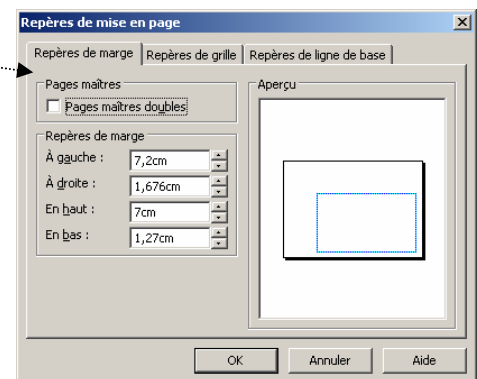 Repères de mise en page
Repères de marge Repères de grille Repères de ligne de base
Pages maîtres
Pages maîtres doubles
Repères de marge
À gauche : 7,2cm
À droite : 1,676cm
En haut : 7cm
En bas : 1,27cm
Aperçu
OK Annuler Aide